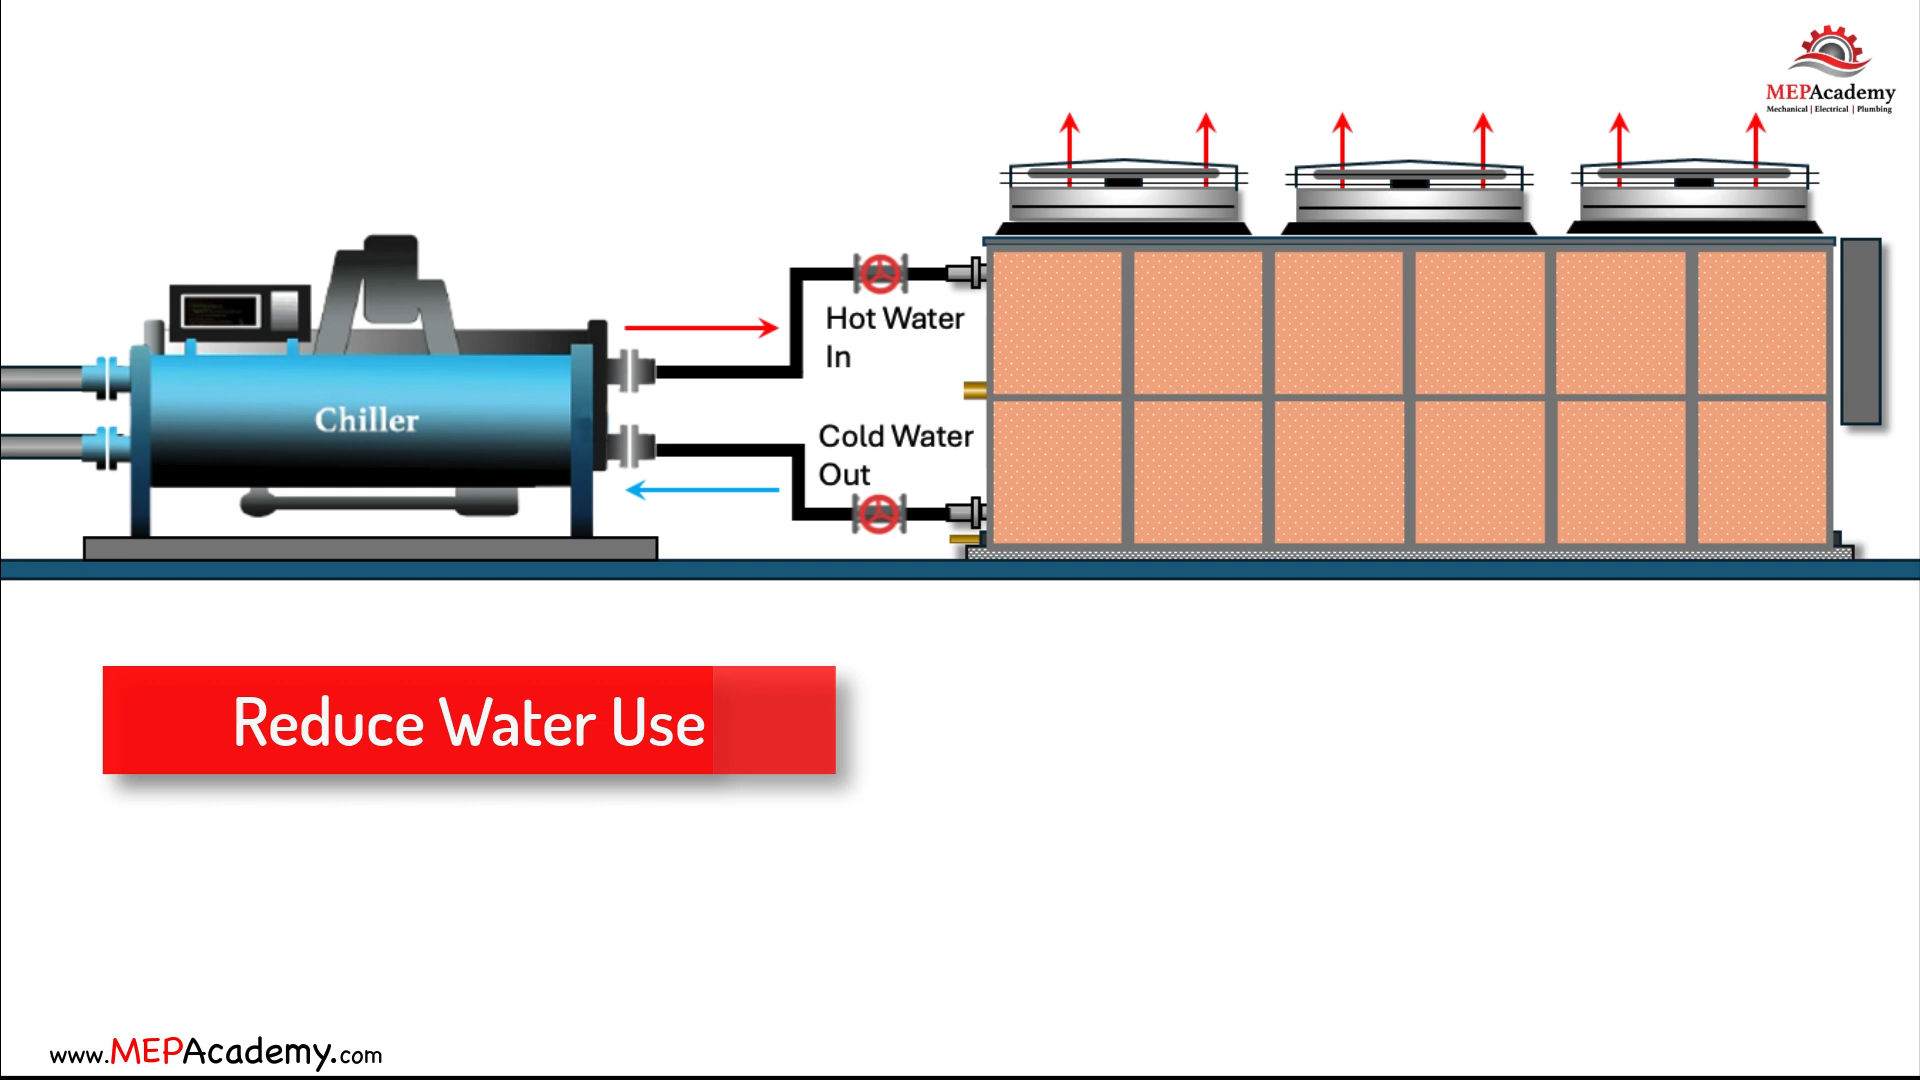 MEPAcademy
Mechanical | Electrical | Plumbing
Hot Water
In
Chiller
Cold Water
Out
Reduce Water Use
www.MEPAcademy.com